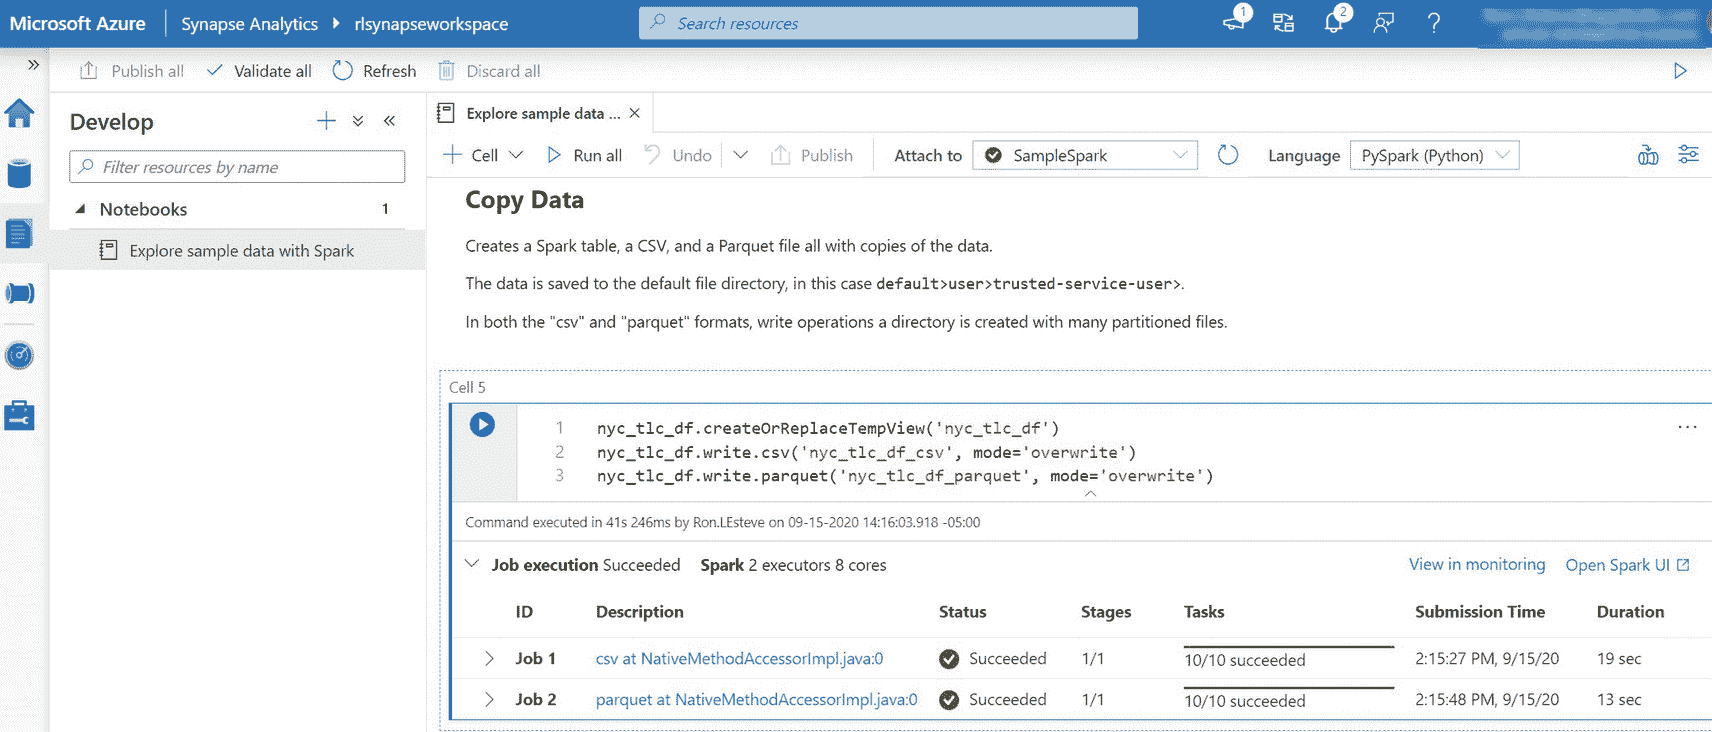 Microsoft Azure Synapse Analytics rlsynapseworkspace Search resources 1 2 ?
Publish all Validate all Refresh Discard all
Develop
Filter resources by name
Notebooks 1
Explore sample data with Spark
Explore sample data ...
Cell Run all Undo Publish Attach to SampleSpark Language PySpark (Python)
Copy Data
Creates a Spark table, a CSV, and a Parquet file all with copies of the data.
The data is saved to the default file directory, in this case default>user>trusted-service-user>.
In both the "csv" and "parquet" formats, write operations a directory is created with many partitioned files.
Cell 5
1 nyc_tlc_df.createOrReplaceTempView('nyc_tlc_df')
2 nyc_tlc_df.write.csv('nyc_tlc_df_csv', mode='overwrite')
3 nyc_tlc_df.write.parquet('nyc_tlc_df_parquet', mode='overwrite')
Command executed in 41s 246ms by Ron.LEsteve on 09-15-2020 14:16:03.918 -05:00
Job execution Succeeded Spark 2 executors 8 cores View in monitoring Open Spark UI
ID Description Status Stages Tasks Submission Time Duration
Job 1 csv at NativeMethodAccessorImpl.java:0 Succeeded 1/1 10/10 succeeded 2:15:27 PM, 9/15/20 19 sec
Job 2 parquet at NativeMethodAccessorImpl.java:0 Succeeded 1/1 10/10 succeeded 2:15:48 PM, 9/15/20 13 sec